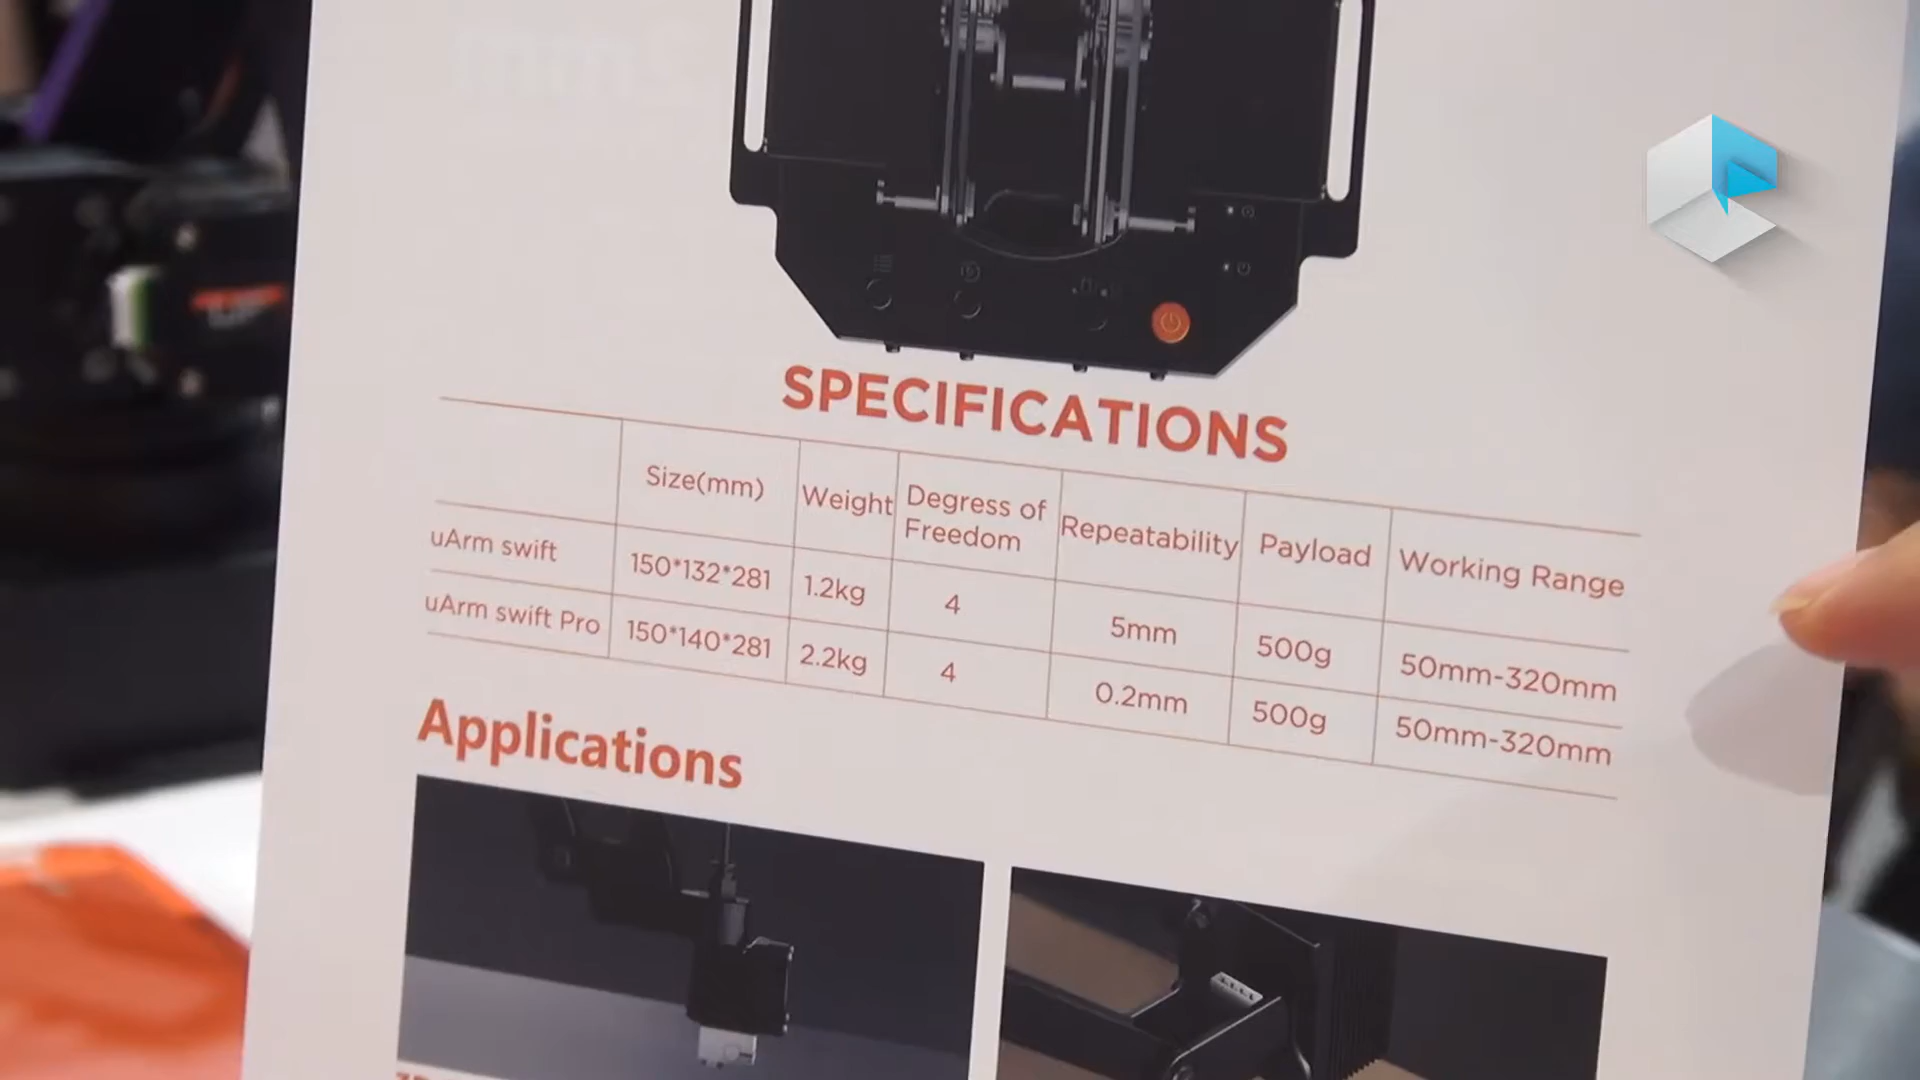 SPECIFICATIONS
Size(mm) Weight Degress of Freedom Repeatability Payload Working Range
uArm swift 150*132*281 1.2kg 4 5mm 500g 50mm-320mm
uArm swift Pro 150*140*281 2.2kg 4 0.2mm 500g 50mm-320mm
Applications